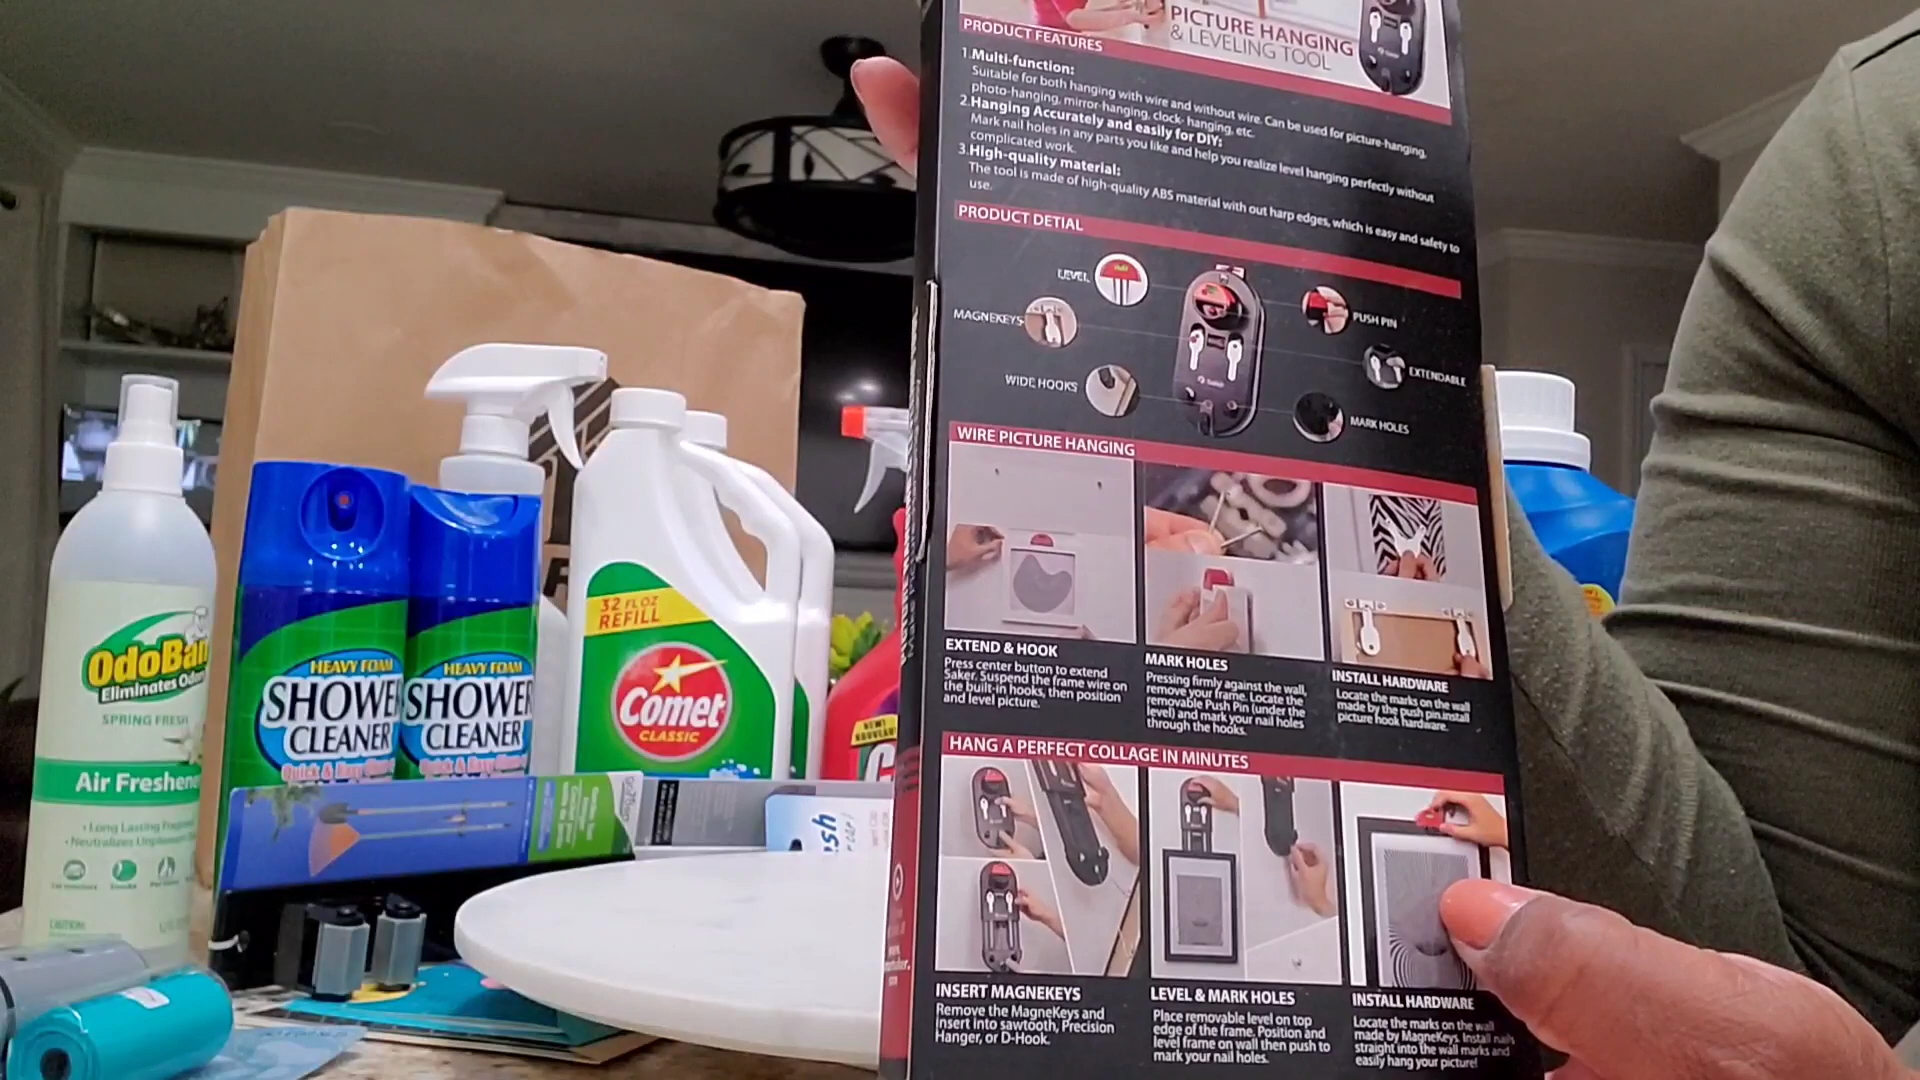 PICTURE HANGING
& LEVELING TOOL
PRODUCT FEATURES
1.Multi-function:
Suitable for both hanging with wire and without wire. Can be used for picture-hanging,
photo-hanging, mirror-hanging, clock- hanging, etc.
2.Hanging Accurately and easily for DIY:
Mark nail holes in any parts you like and help you realize level hanging perfectly without
complicated work.
3.High-quality material:
The tool is made of high-quality ABS material with out harp edges, which is easy and safety to
use.
PRODUCT DETIAL
LEVEL
MAGNEKEYS
WIDE HOOKS
PUSH PIN
EXTENDABLE
MARK HOLES
WIRE PICTURE HANGING
EXTEND & HOOK
Press center button to extend
Saker. Suspend the frame wire on
the built-in hooks, then position
and level picture.
MARK HOLES
Pressing firmly against the wall,
remove your frame. Locate the
removable Push Pin (under the
level) and mark your nail holes
through the hooks.
INSTALL HARDWARE
Locate the marks on the wall
made by the push pin.install
picture hook hardware.
HANG A PERFECT COLLAGE IN MINUTES
INSERT MAGNEKEYS
Remove the MagneKeys and
insert into sawtooth, Precision
Hanger, or D-Hook.
LEVEL & MARK HOLES
Place removable level on top
edge of the frame. Position and
level frame on wall then push to
mark your nail holes.
INSTALL HARDWARE
Locate the marks on the wall
made by MagneKeys. Install nails
straight into the wall marks and
easily hang your picture!
OdoBan
Eliminates Odo
SPRING FRESH
Air Freshene
• Long Lasting
• Neutralizes
CAUTION
HEAVY FOAM
SHOWER
CLEANER
Quick & Easy
HEAVY FOAM
SHOWER
CLEANER
Quick & Easy
32 FL OZ
REFILL
Comet
CLASSIC
NEW!